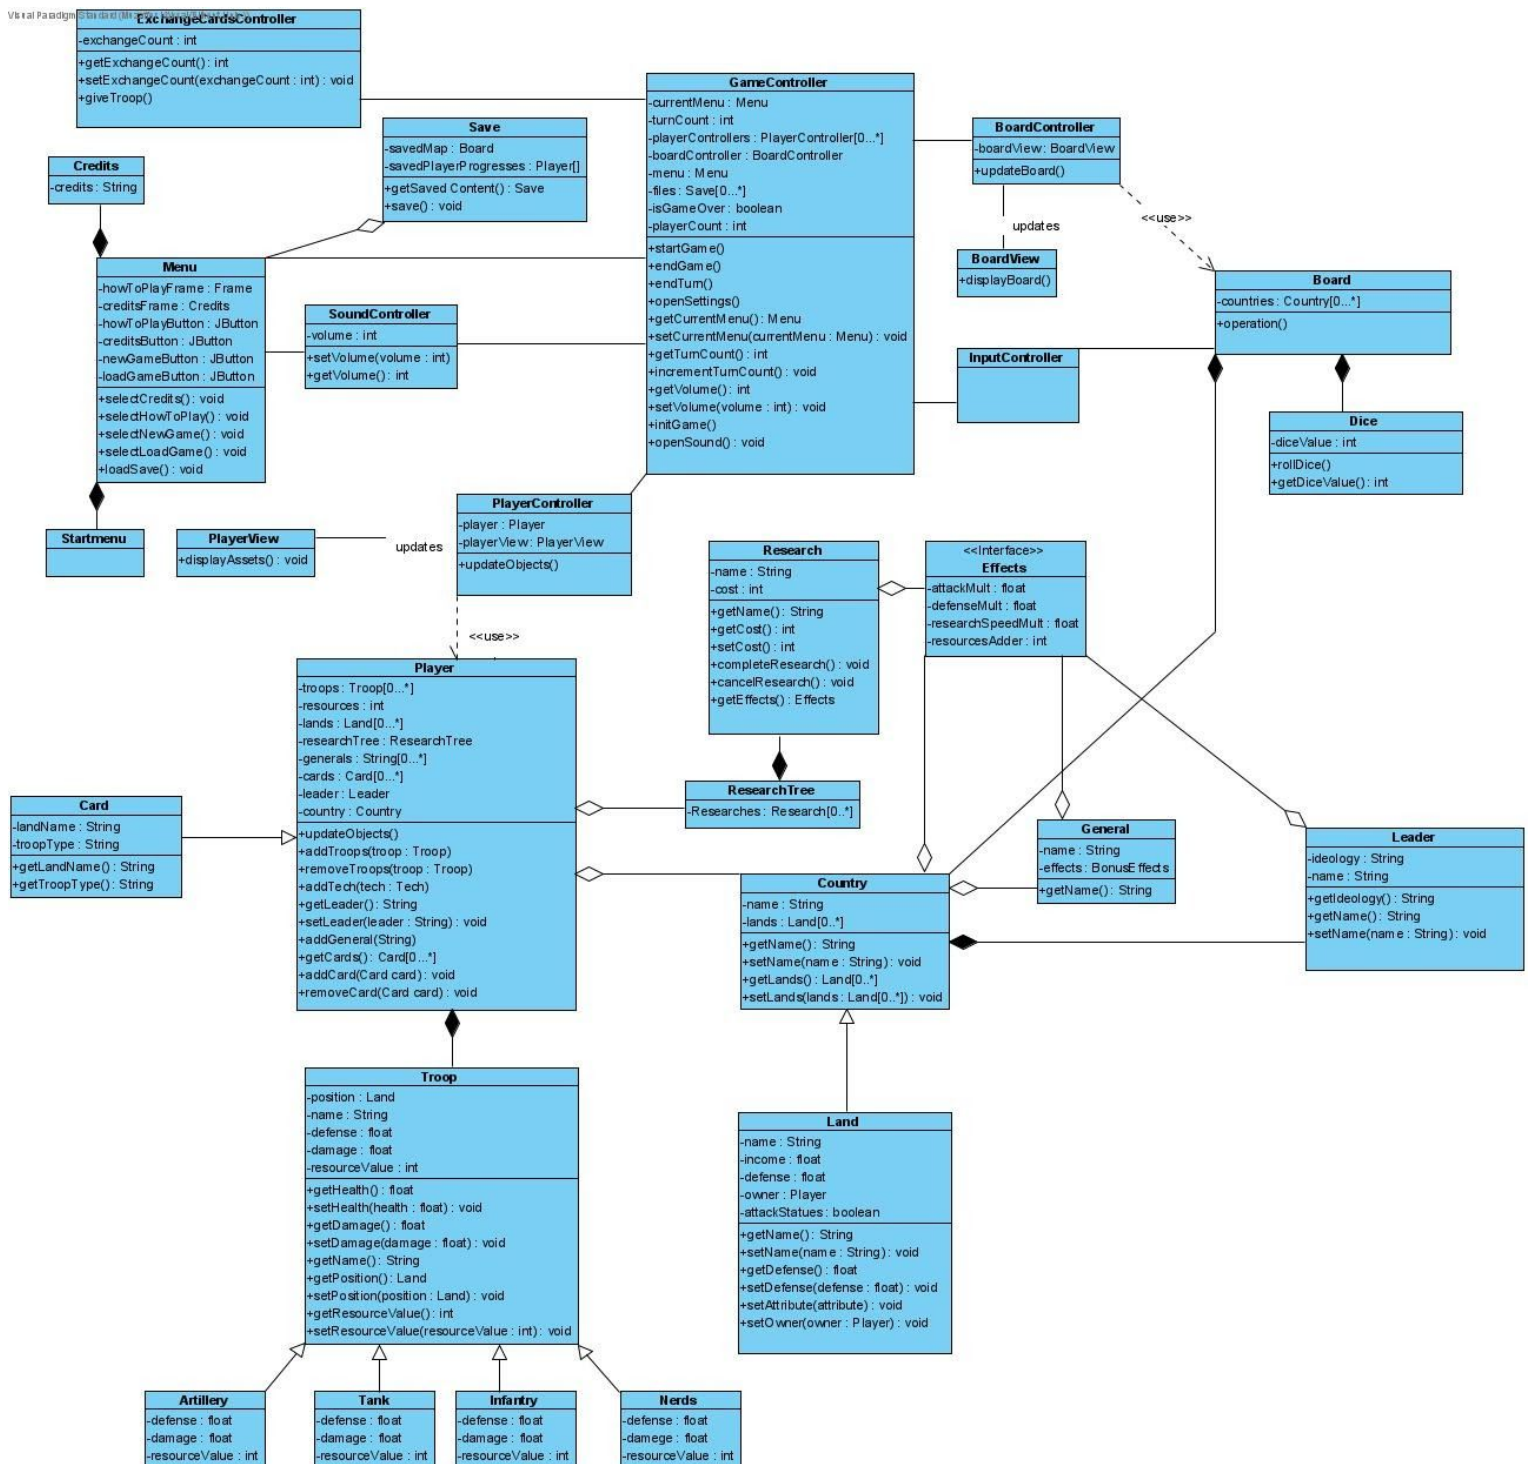 Visual Paradigm Standard
ExchangeCardsController
-exchangeCount : int
+getExchangeCount() : int
+setExchangeCount(exchangeCount : int) : void
+giveTroop()
GameController
-currentMenu : Menu
-turnCount : int
-playerControllers : PlayerController[0...*]
-boardController : BoardController
-menu : Menu
-files : Save[0...*]
-isGameOver : boolean
-playerCount : int
+startGame()
+endGame()
+endTurn()
+openSettings()
+getCurrentMenu() : Menu
+setCurrentMenu(currentMenu : Menu) : void
+getTurnCount() : int
+incrementTurnCount() : void
+getVolume() : int
+setVolume(volume : int) : void
+initGame()
+openSound() : void
Save
-savedMap : Board
-savedPlayerProgresses : Player[]
+getSaved Content() : Save
+save() : void
BoardController
-boardView : BoardView
+updateBoard()
<<use>>
updates
BoardView
+displayBoard()
Credits
-credits : String
Menu
-howToPlayFrame : Frame
-creditsFrame : Credits
-howToPlayButton : JButton
-creditsButton : JButton
-newGameButton : JButton
-loadGameButton : JButton
+selectCredits() : void
+selectHowToPlay() : void
+selectNewGame() : void
+selectLoadGame() : void
+loadSave() : void
SoundController
-volume : int
+setVolume(volume : int)
+getVolume() : int
Board
-countries : Country[0...*]
+operation()
InputController
Dice
-diceValue : int
+rollDice()
+getDiceValue() : int
Startmenu
PlayerView
+displayAssets() : void
updates
PlayerController
-player : Player
-playerView : PlayerView
+updateObjects()
<<use>>
Research
-name : String
-cost : int
+getName() : String
+getCost() : int
+setCost() : int
+completeResearch() : void
+cancelResearch() : void
+getEffects() : Effects
<<Interface>>
Effects
-attackMult : float
-defenseMult : float
-researchSpeedMult : float
-resourcesAdder : int
Player
-troops : Troop[0...*]
-resources : int
-lands : Land[0...*]
-researchTree : ResearchTree
-generals : String[0...*]
-cards : Card[0...*]
-leader : Leader
-country : Country
+updateObjects()
+addTroops(troop : Troop)
+removeTroops(troop : Troop)
+addTech(tech : Tech)
+getLeader() : String
+setLeader(leader : String) : void
+addGeneral(String)
+getCards() : Card[0...*]
+addCard(Card card) : void
+removeCard(Card card) : void
Card
-landName : String
-troopType : String
+getLandName() : String
+getTroopType() : String
ResearchTree
-Researches : Research[0..*]
General
-name : String
-effects : BonusEffects
+getName() : String
Leader
-ideology : String
-name : String
+getIdeology() : String
+getName() : String
+setName(name : String) : void
Country
-name : String
-lands : Land[0..*]
+getName() : String
+setName(name : String) : void
+getLands() : Land[0..*]
+setLands(lands : Land[0..*]) : void
Troop
-position : Land
-name : String
-defense : float
-damage : float
-resourceValue : int
+getHealth() : float
+setHealth(health : float) : void
+getDamage() : float
+setDamage(damage : float) : void
+getName() : String
+getPosition() : Land
+setPosition(position : Land) : void
+getResourceValue() : int
+setResourceValue(resourceValue : int) : void
Land
-name : String
-income : float
-defense : float
-owner : Player
-attackStatues : boolean
+getName() : String
+setName(name : String) : void
+getDefense() : float
+setDefense(defense : float) : void
+setAttribute(attribute) : void
+setOwner(owner : Player) : void
Artillery
-defense : float
-damage : float
-resourceValue : int
Tank
-defense : float
-damage : float
-resourceValue : int
Infantry
-defense : float
-damage : float
-resourceValue : int
Nerds
-defense : float
-damege : float
-resourceValue : int